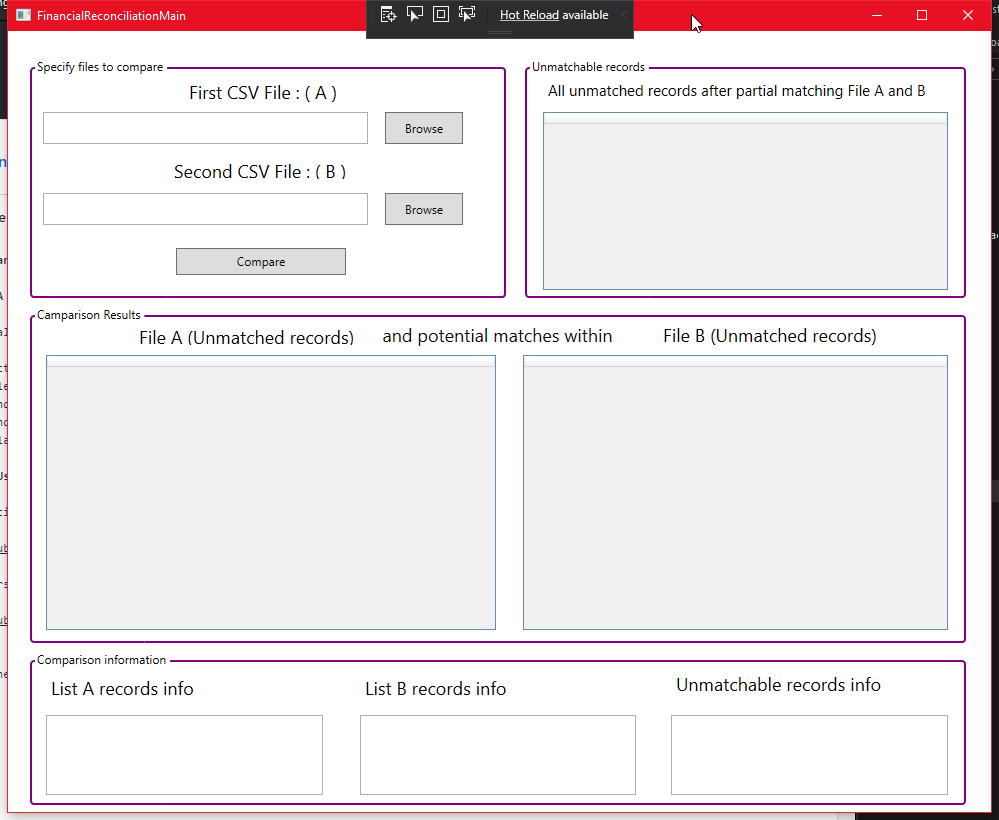 FinancialReconciliationMain
Hot Reload available
Specify files to compare
First CSV File : ( A )
Browse
Second CSV File : ( B )
Browse
Compare
Unmatchable records
All unmatched records after partial matching File A and B
Camparison Results
File A (Unmatched records) and potential matches within File B (Unmatched records)
Comparison information
List A records info
List B records info
Unmatchable records info